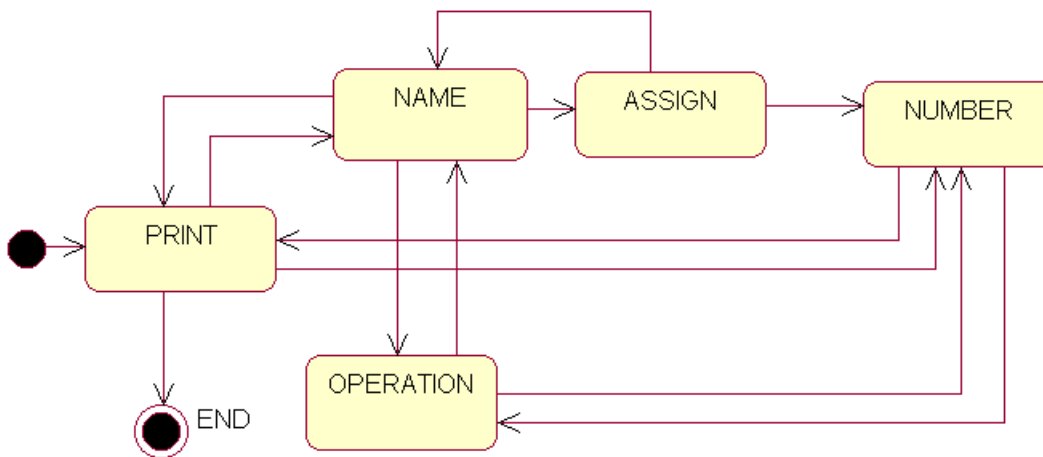 NAME
ASSIGN
NUMBER
PRINT
OPERATION
END